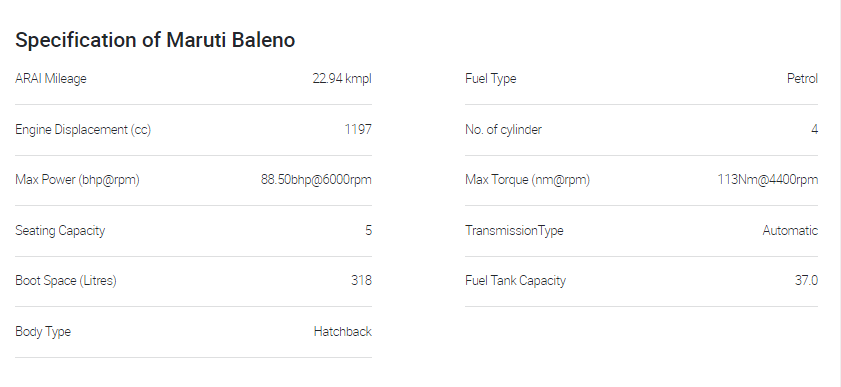 Specification of Maruti Baleno
ARAI Mileage 22.94 kmpl Fuel Type Petrol
Engine Displacement (cc) 1197 No. of cylinder 4
Max Power (bhp@rpm) 88.50bhp@6000rpm Max Torque (nm@rpm) 113Nm@4400rpm
Seating Capacity 5 TransmissionType Automatic
Boot Space (Litres) 318 Fuel Tank Capacity 37.0
Body Type Hatchback